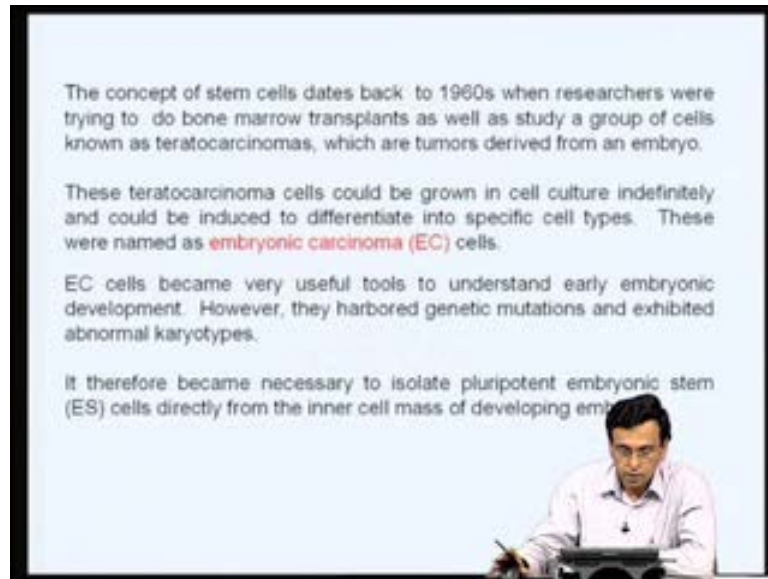 The concept of stem cells dates back to 1960s when researchers were
trying to do bone marrow transplants as well as study a group of cells
known as teratocarcinomas, which are tumors derived from an embryo.
These teratocarcinoma cells could be grown in cell culture indefinitely
and could be induced to differentiate into specific cell types. These
were named as embryonic carcinoma (EC) cells.
EC cells became very useful tools to understand early embryonic
development. However, they harbored genetic mutations and exhibited
abnormal karyotypes.
It therefore became necessary to isolate pluripotent embryonic stem
(ES) cells directly from the inner cell mass of developing